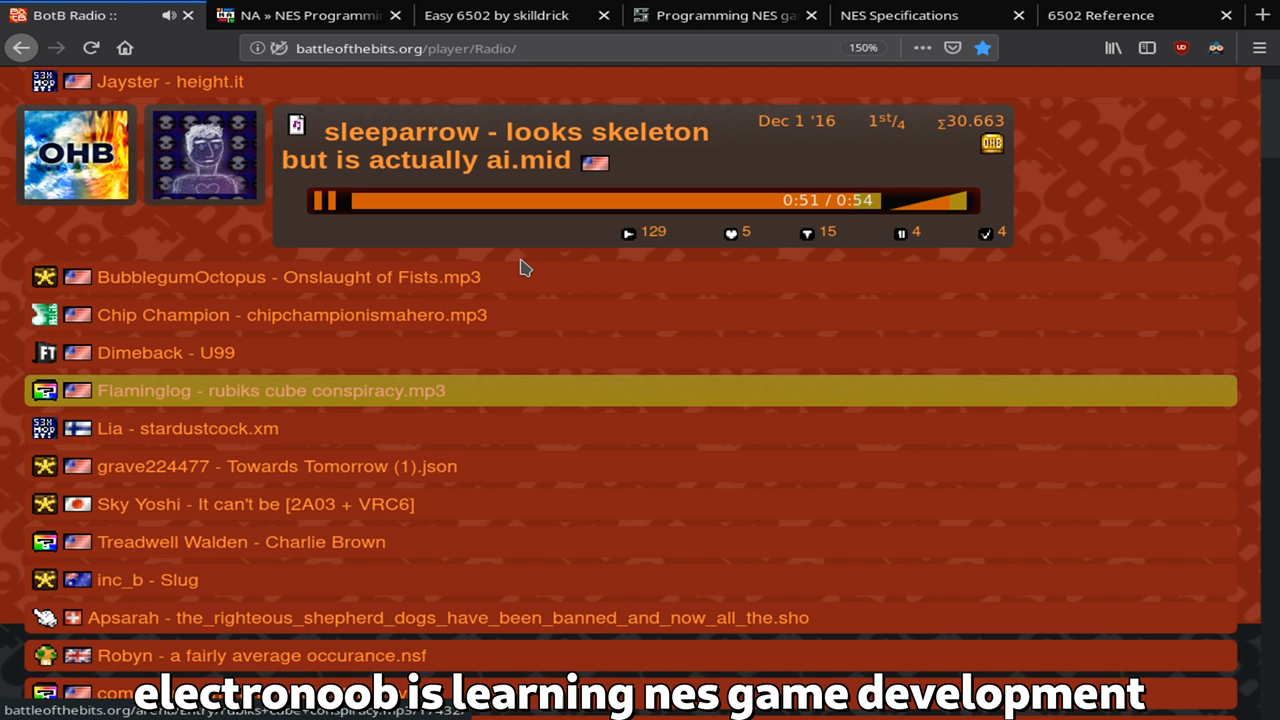 BotB Radio ::
NA » NES Programmi
Easy 6502 by skilldrick
Programming NES ga
NES Specifications
6502 Reference
battleofthebits.org/player/Radio/
150%
Jayster - height.it
OHB
sleeparrow - looks skeleton
but is actually ai.mid
Dec 1 '16
1st/4
Σ30.663
OHB
0:51 / 0:54
129
5
15
4
4
BubblegumOctopus - Onslaught of Fists.mp3
Chip Champion - chipchampionismahero.mp3
FT
Dimeback - U99
Flaminglog - rubiks cube conspiracy.mp3
Lia - stardustcock.xm
grave224477 - Towards Tomorrow (1).json
Sky Yoshi - It can't be [2A03 + VRC6]
Treadwell Walden - Charlie Brown
inc_b - Slug
Apsarah - the_righteous_shepherd_dogs_have_been_banned_and_now_all_the.sho
Robyn - a fairly average occurance.nsf
electronoob is learning nes game development